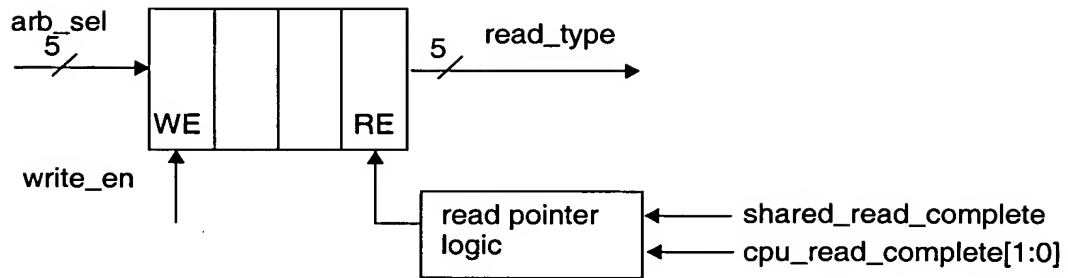 arb_sel
5
5
read_type
WE
RE
write_en
read pointer
logic
shared_read_complete
cpu_read_complete[1:0]